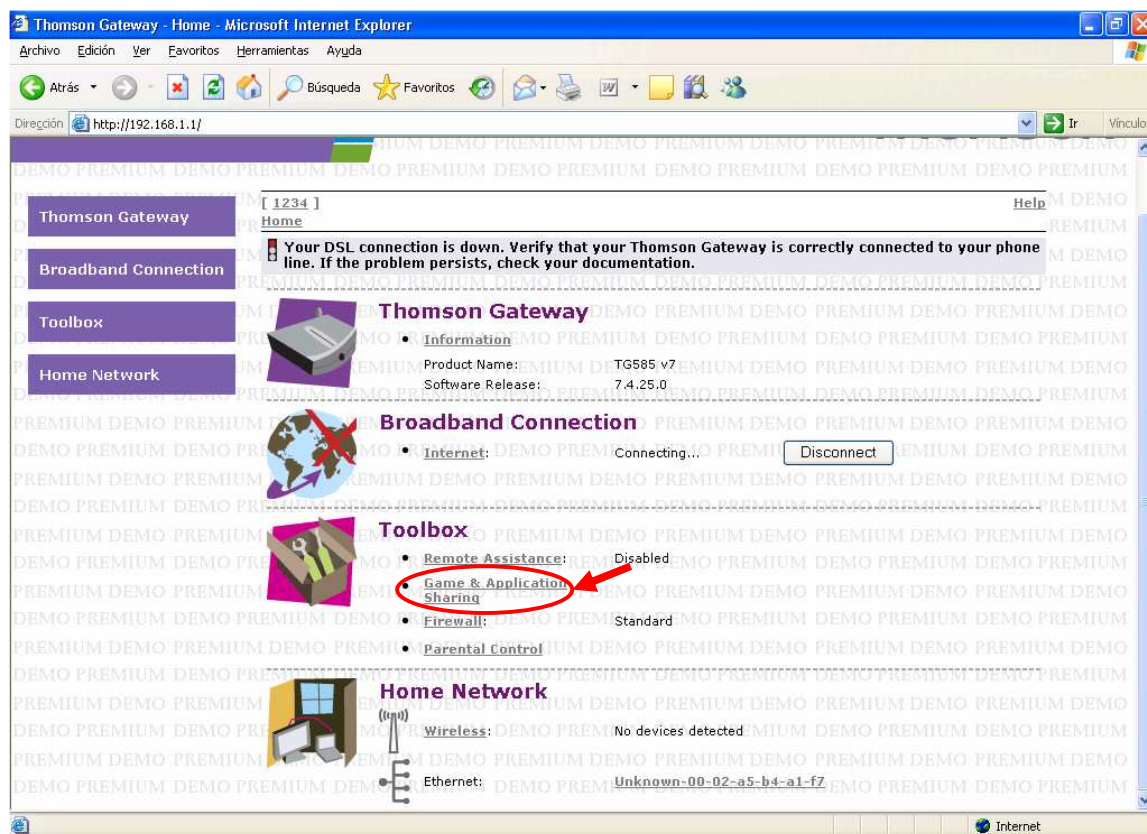 Thomson Gateway - Home - Microsoft Internet Explorer
Archivo Edición Ver Favoritos Herramientas Ayuda
Atrás Búsqueda Favoritos
Dirección http://192.168.1.1/ Ir Vínculo
[ 1234 ] Help
Home
Thomson Gateway
Broadband Connection
Toolbox
Home Network
Your DSL connection is down. Verify that your Thomson Gateway is correctly connected to your phone
line. If the problem persists, check your documentation.
Thomson Gateway
Information
Product Name: TG585 v7
Software Release: 7.4.25.0
Broadband Connection
Internet: Connecting... Disconnect
Toolbox
Remote Assistance: Disabled
Game & Application
Sharing
Firewall: Standard
Parental Control
Home Network
Wireless: No devices detected
Ethernet: Unknown-00-02-a5-b4-a1-f7
Internet